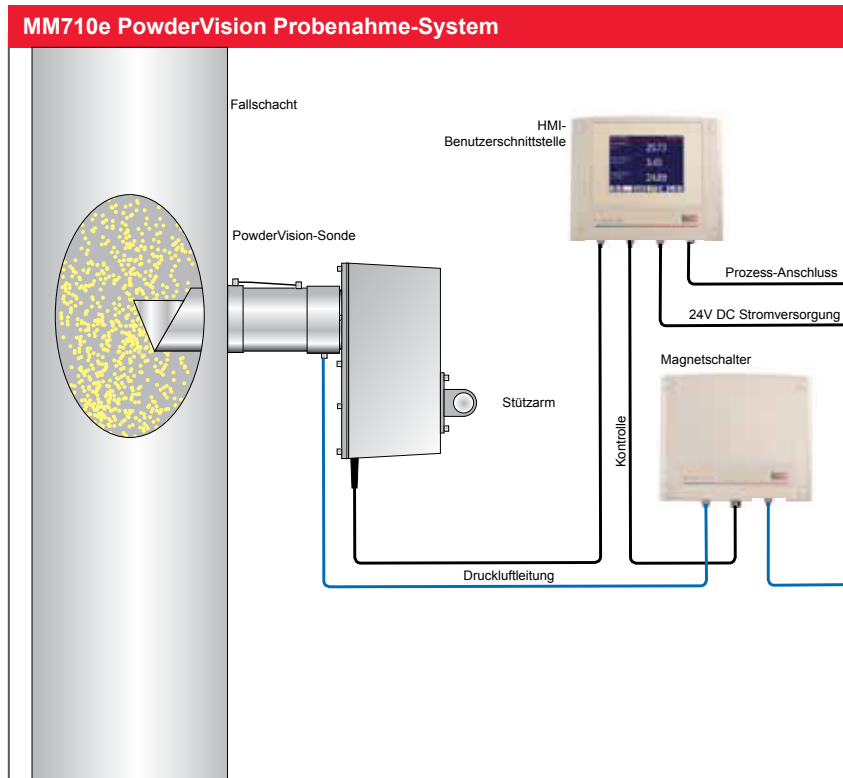 MM710e PowderVision Probenahme-System
Fallschacht
HMI-
Benutzerschnittstelle
PowderVision-Sonde
Prozess-Anschluss
24V DC Stromversorgung
Magnetschalter
Stützarm
Kontrolle
Druckluftleitung